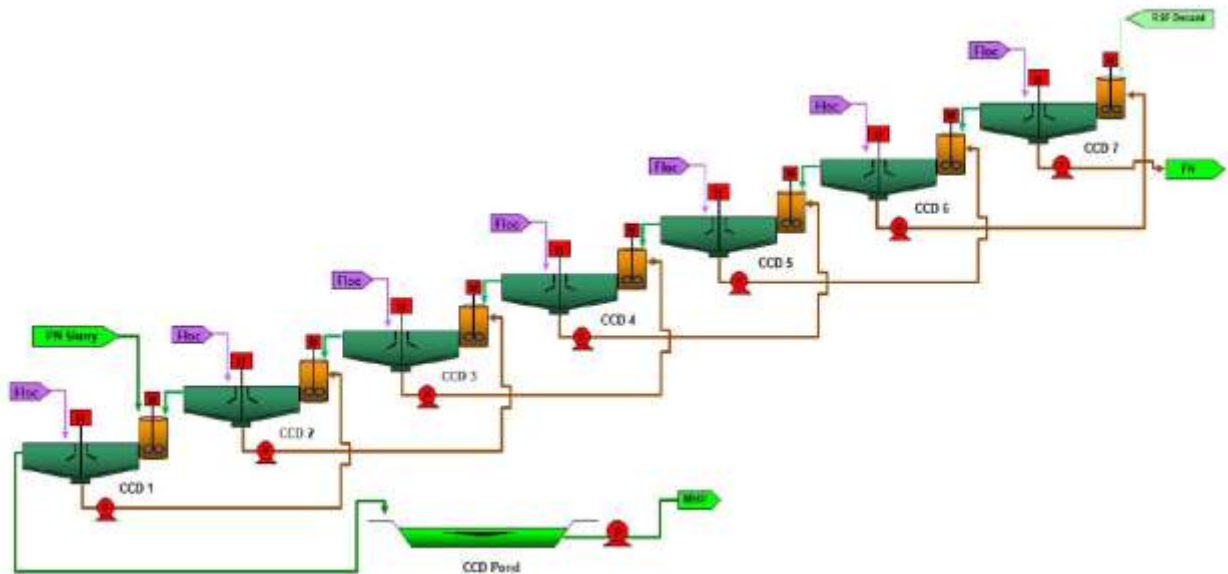 RSF Decant
Floc
CCD 7
FN
Floc
CCD 6
Floc
CCD 5
Floc
CCD 4
Floc
CCD 3
PN Slurry
Floc
CCD 2
Floc
CCD 1
MHP
CCD Pond